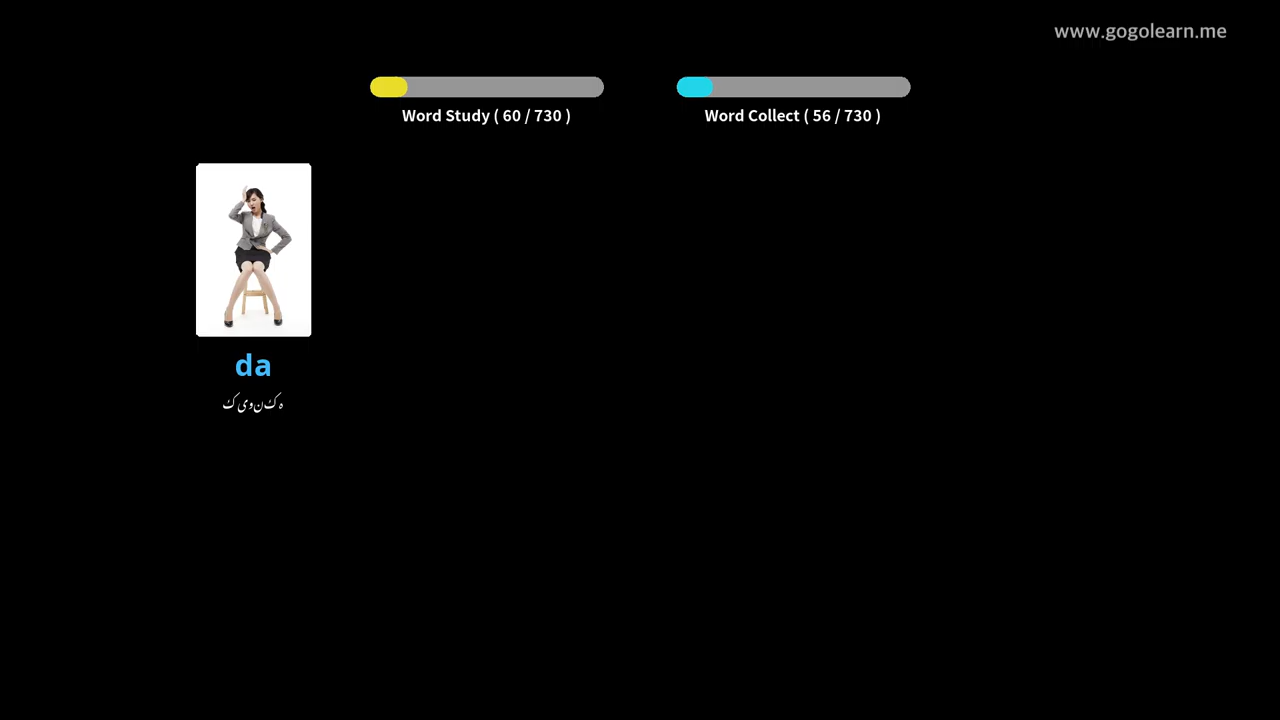 www.gogolearn.me
Word Study ( 60 / 730 )
Word Collect ( 56 / 730 )
da
ہ ک ن و ی ک